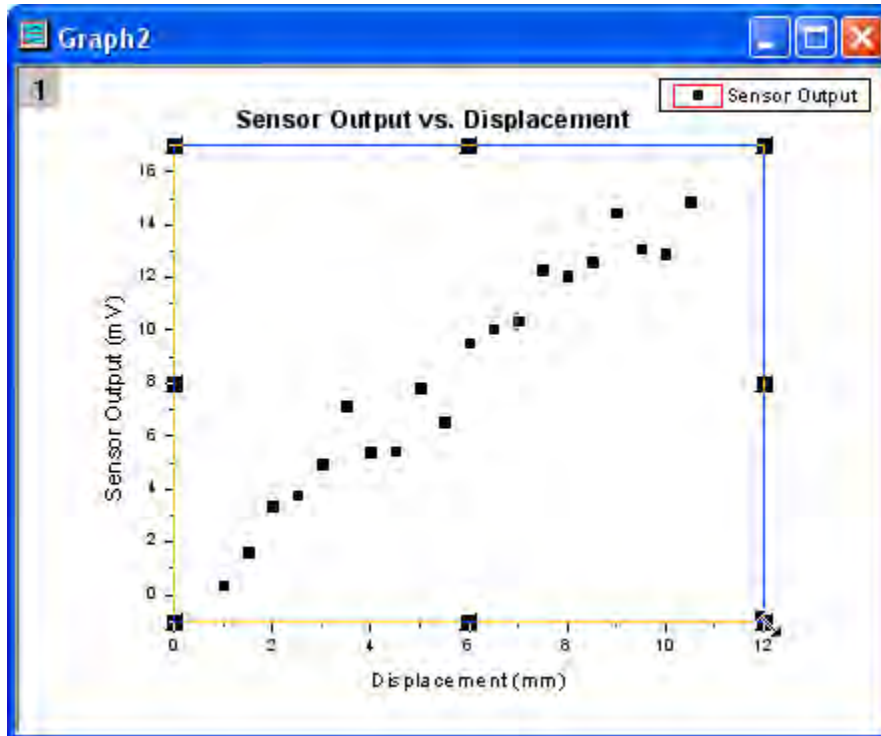 Graph2
1
Sensor Output
Sensor Output vs. Displacement
16
14
12
10
8
6
4
2
0
Sensor Output (mV)
0 2 4 6 8 10 12
Displacement (mm)